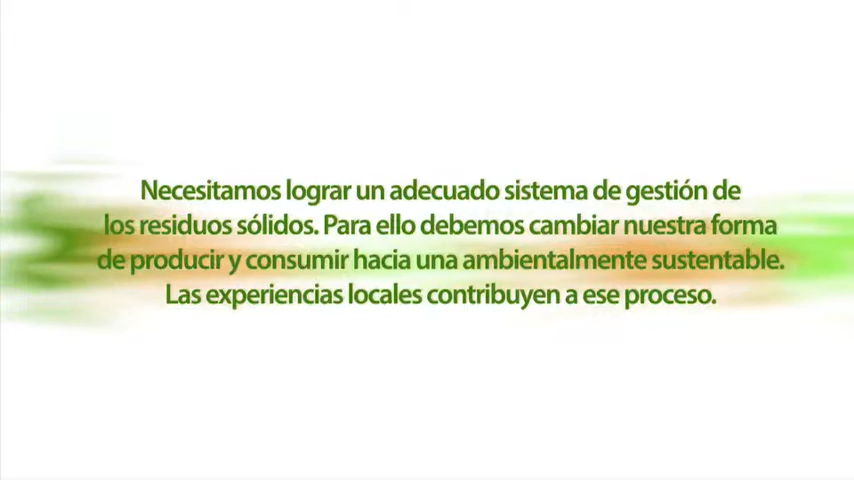 Necesitamos lograr un adecuado sistema de gestión de
los residuos sólidos. Para ello debemos cambiar nuestra forma
de producir y consumir hacia una ambientalmente sustentable.
Las experiencias locales contribuyen a ese proceso.